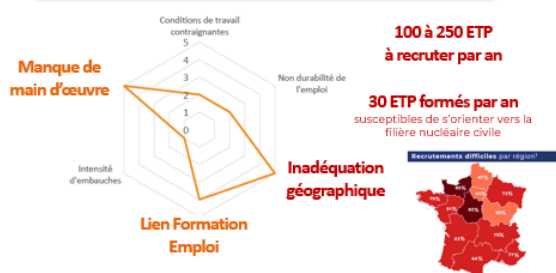 Conditions de travail
contraignantes
5
4
3
2
1
0
Manque de
main d'œuvre
Non durabilité de
l'emploi
Intensité
d'embauches
Inadéquation
géographique
Lien Formation
Emploi
100 à 250 ETP
à recruter par an
30 ETP formés par an
susceptibles de s'orienter vers la
filière nucléaire civile
Recrutements difficiles par région¹